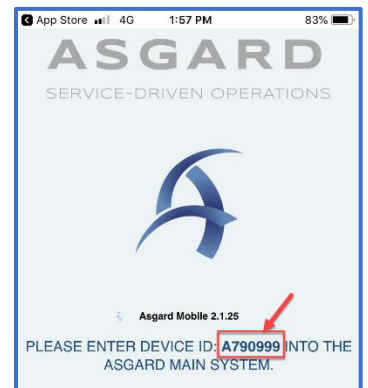 App Store 4G 1:57 PM 83%
ASGARD
SERVICE-DRIVEN OPERATIONS
Asgard Mobile 2.1.25
PLEASE ENTER DEVICE ID: A790999 INTO THE
ASGARD MAIN SYSTEM.